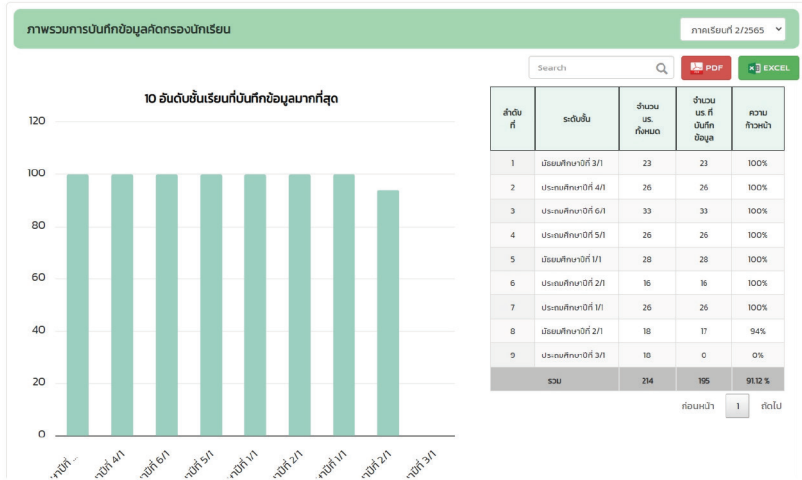 ภาพรวมการบันทึกข้อมูลคัดกรองนักเรียน
ภาคเรียนที่ 2/2565
Search
PDF
EXCEL
10 อันดับชั้นเรียนที่บันทึกข้อมูลมากที่สุด
120
100
80
60
40
20
0
าปีที่ ...
าปีที่ 4/1
าปีที่ 6/1
าปีที่ 5/1
าปีที่ 1/1
าปีที่ 2/1
าปีที่ 1/1
าปีที่ 2/1
าปีที่ 3/1
ลำดับที่ ระดับชั้น จำนวน นร. ทั้งหมด จำนวน นร. ที่บันทึกข้อมูล ความก้าวหน้า
1 มัธยมศึกษาปีที่ 3/1 23 23 100%
2 ประถมศึกษาปีที่ 4/1 26 26 100%
3 ประถมศึกษาปีที่ 6/1 33 33 100%
4 ประถมศึกษาปีที่ 5/1 26 26 100%
5 มัธยมศึกษาปีที่ 1/1 28 28 100%
6 ประถมศึกษาปีที่ 2/1 16 16 100%
7 ประถมศึกษาปีที่ 1/1 26 26 100%
8 มัธยมศึกษาปีที่ 2/1 18 17 94%
9 ประถมศึกษาปีที่ 3/1 18 0 0%
รวม 214 195 91.12 %
ก่อนหน้า 1 ถัดไป